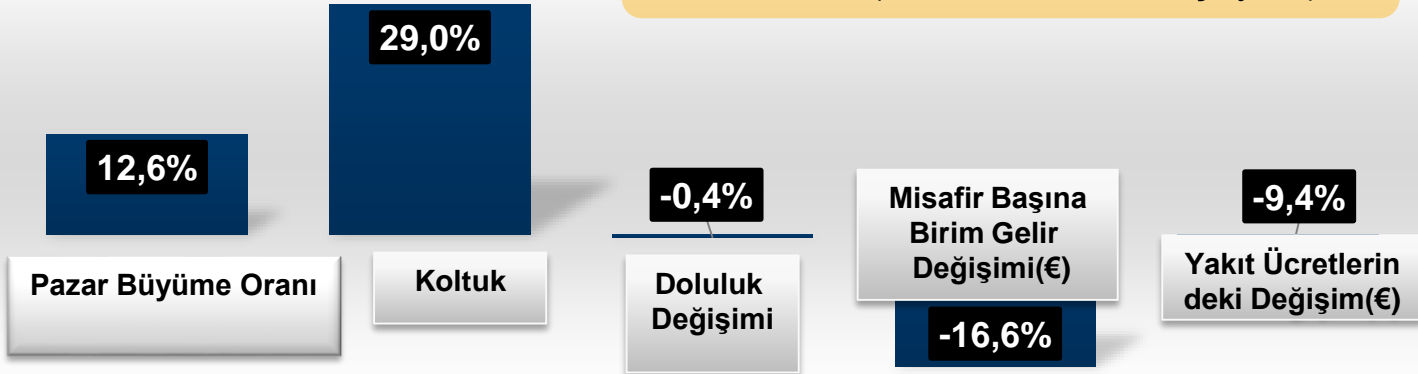 29,0%
12,6%
-0,4%
-9,4%
Misafir Başına
Birim Gelir
Değişimi(€)
Pazar Büyüme Oranı
Koltuk
Doluluk
Değişimi
Yakıt Ücretlerin
deki Değişim(€)
-16,6%